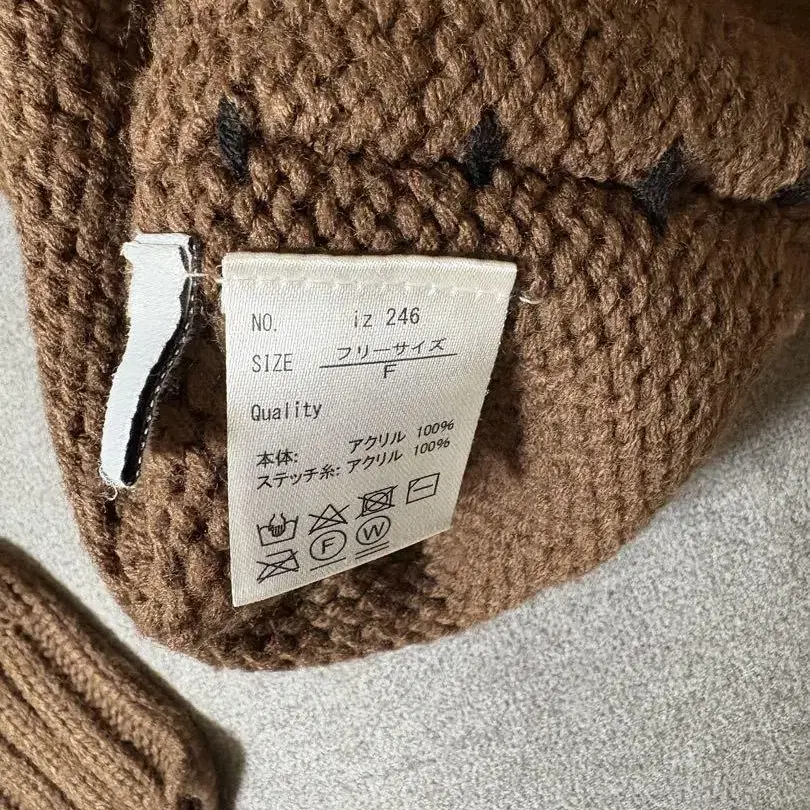 NO. iz 246
SIZE フリーサイズ
F
Quality
本体: アクリル 100%
ステッチ糸: アクリル 100%
F W